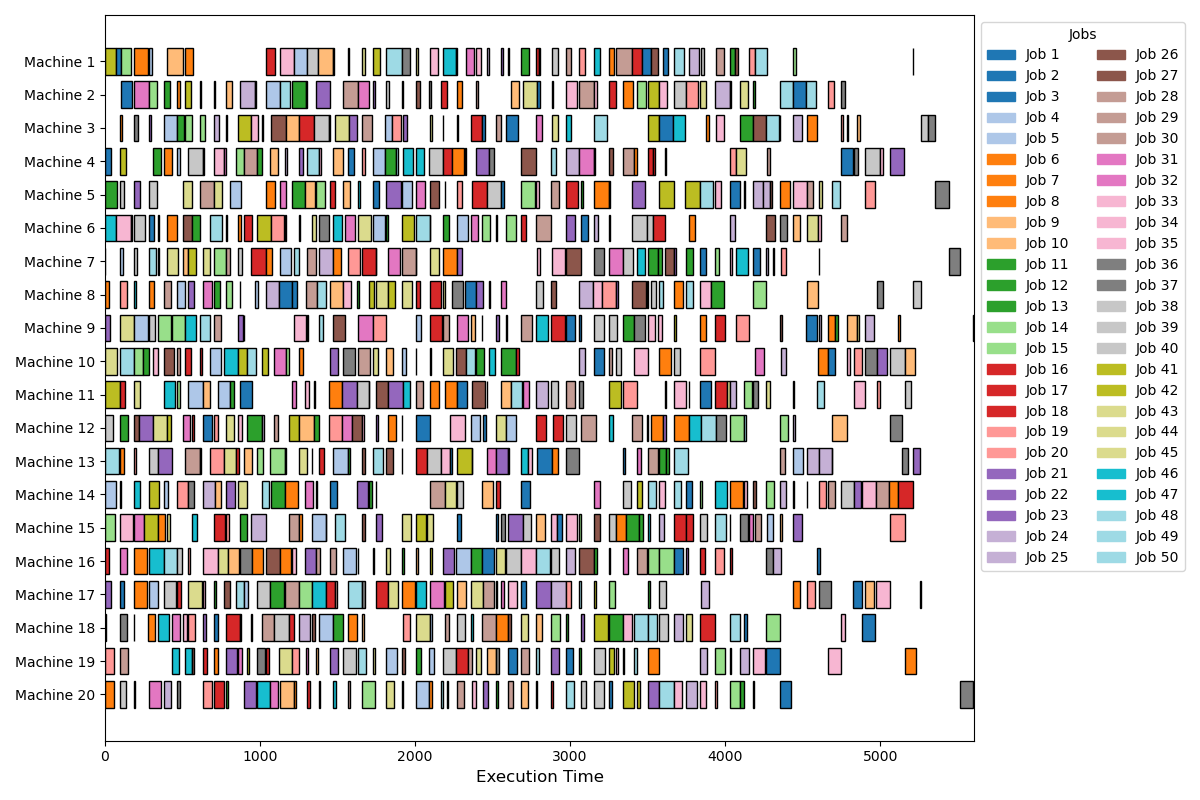 Machine 1
Machine 2
Machine 3
Machine 4
Machine 5
Machine 6
Machine 7
Machine 8
Machine 9
Machine 10
Machine 11
Machine 12
Machine 13
Machine 14
Machine 15
Machine 16
Machine 17
Machine 18
Machine 19
Machine 20
0 1000 2000 3000 4000 5000
Execution Time
Jobs
Job 1
Job 2
Job 3
Job 4
Job 5
Job 6
Job 7
Job 8
Job 9
Job 10
Job 11
Job 12
Job 13
Job 14
Job 15
Job 16
Job 17
Job 18
Job 19
Job 20
Job 21
Job 22
Job 23
Job 24
Job 25
Job 26
Job 27
Job 28
Job 29
Job 30
Job 31
Job 32
Job 33
Job 34
Job 35
Job 36
Job 37
Job 38
Job 39
Job 40
Job 41
Job 42
Job 43
Job 44
Job 45
Job 46
Job 47
Job 48
Job 49
Job 50